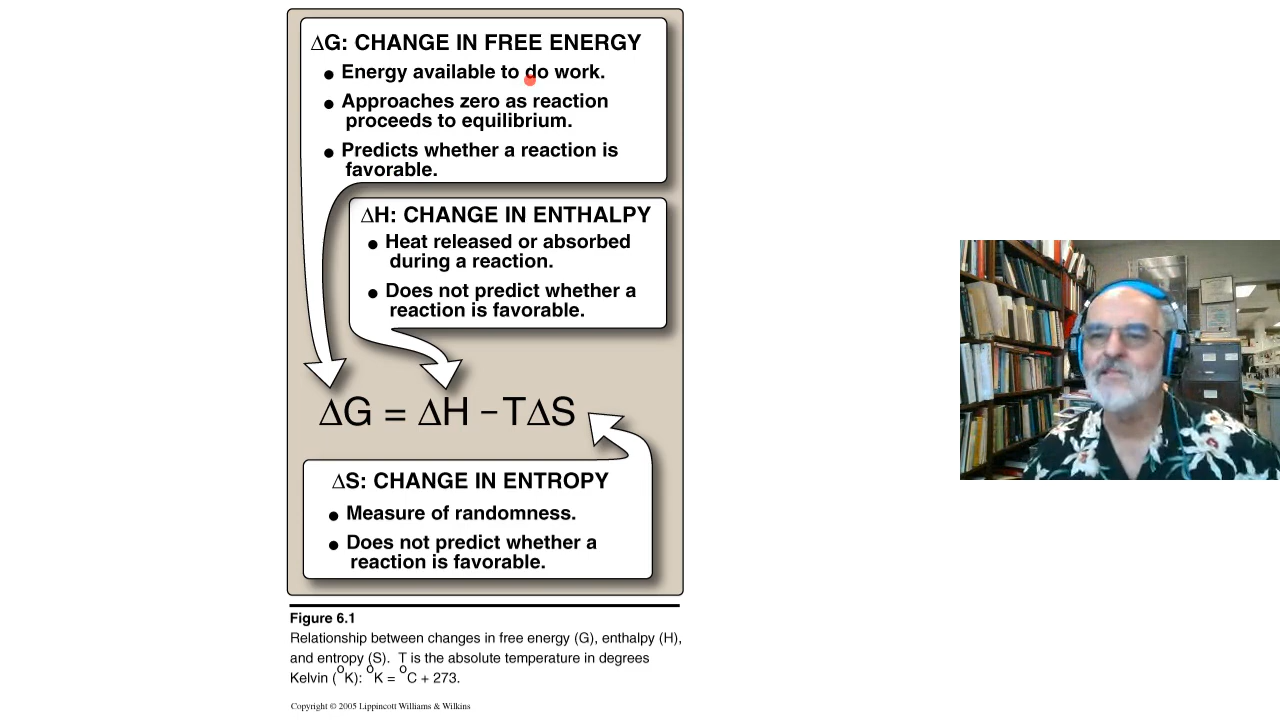 ΔG: CHANGE IN FREE ENERGY
● Energy available to do work.
● Approaches zero as reaction
proceeds to equilibrium.
● Predicts whether a reaction is
favorable.
ΔH: CHANGE IN ENTHALPY
● Heat released or absorbed
during a reaction.
● Does not predict whether a
reaction is favorable.
ΔG = ΔH – TΔS
ΔS: CHANGE IN ENTROPY
● Measure of randomness.
● Does not predict whether a
reaction is favorable.
Figure 6.1
Relationship between changes in free energy (G), enthalpy (H),
and entropy (S). T is the absolute temperature in degrees
Kelvin (°K): °K = °C + 273.
Copyright © 2005 Lippincott Williams & Wilkins